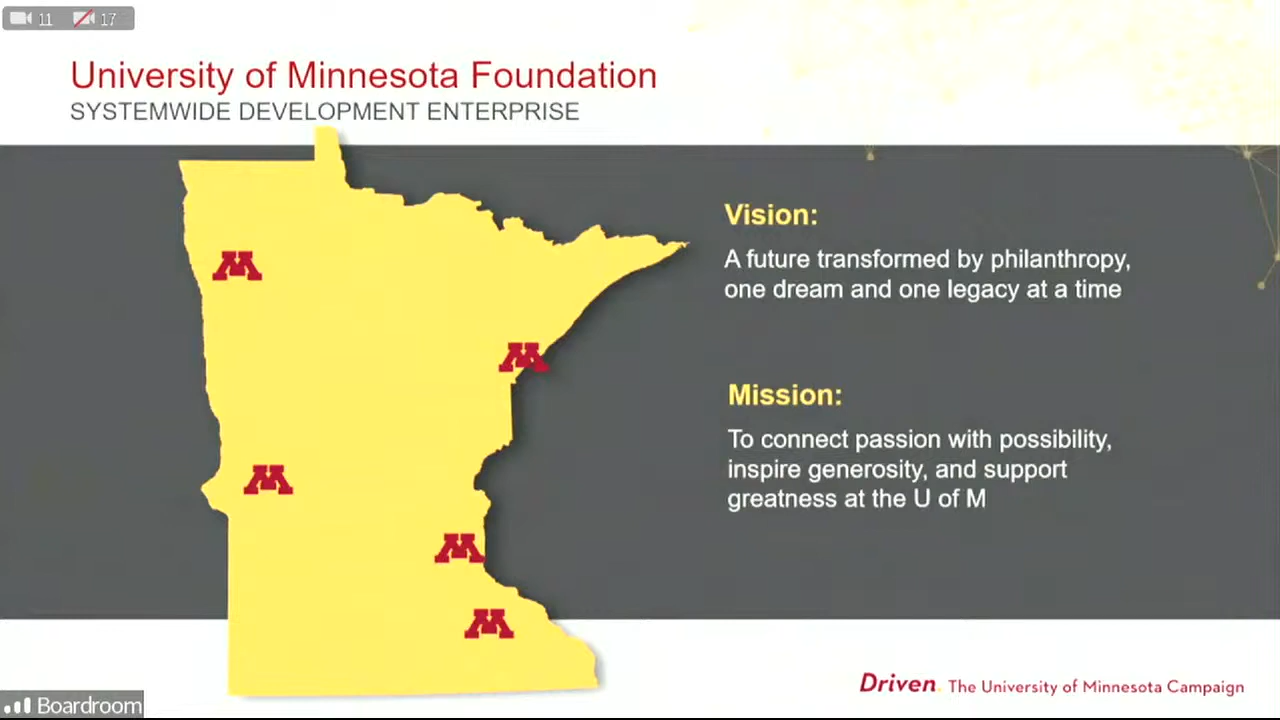 11 17
University of Minnesota Foundation
SYSTEMWIDE DEVELOPMENT ENTERPRISE
Vision:
A future transformed by philanthropy,
one dream and one legacy at a time
M
M
Mission:
To connect passion with possibility,
inspire generosity, and support
greatness at the U of M
M
M
M
Driven. The University of Minnesota Campaign
Boardroom